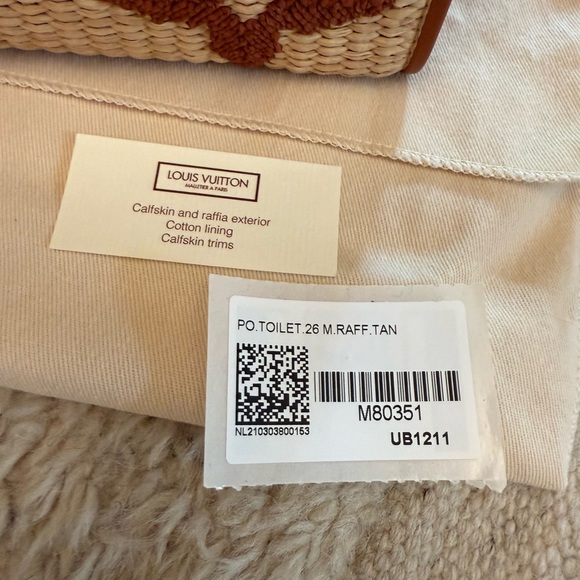 LOUIS VUITTON
MALLETIER A PARIS
Calfskin and raffia exterior
Cotton lining
Calfskin trims
PO.TOILET.26 M.RAFF.TAN
NL210303800153
M80351
UB1211